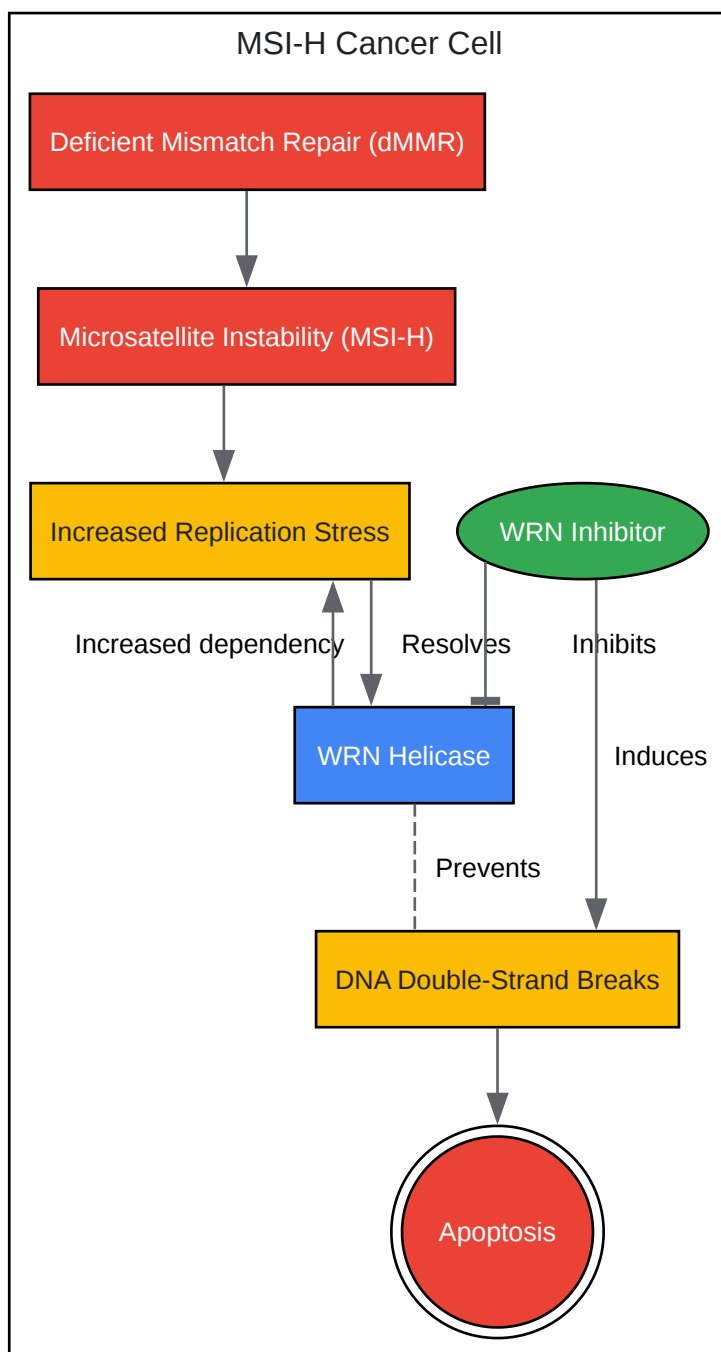 MSI-H Cancer Cell
Deficient Mismatch Repair (dMMR)
Microsatellite Instability (MSI-H)
Increased Replication Stress
WRN Inhibitor
Increased dependency
Resolves
Inhibits
WRN Helicase
Induces
Prevents
DNA Double-Strand Breaks
Apoptosis